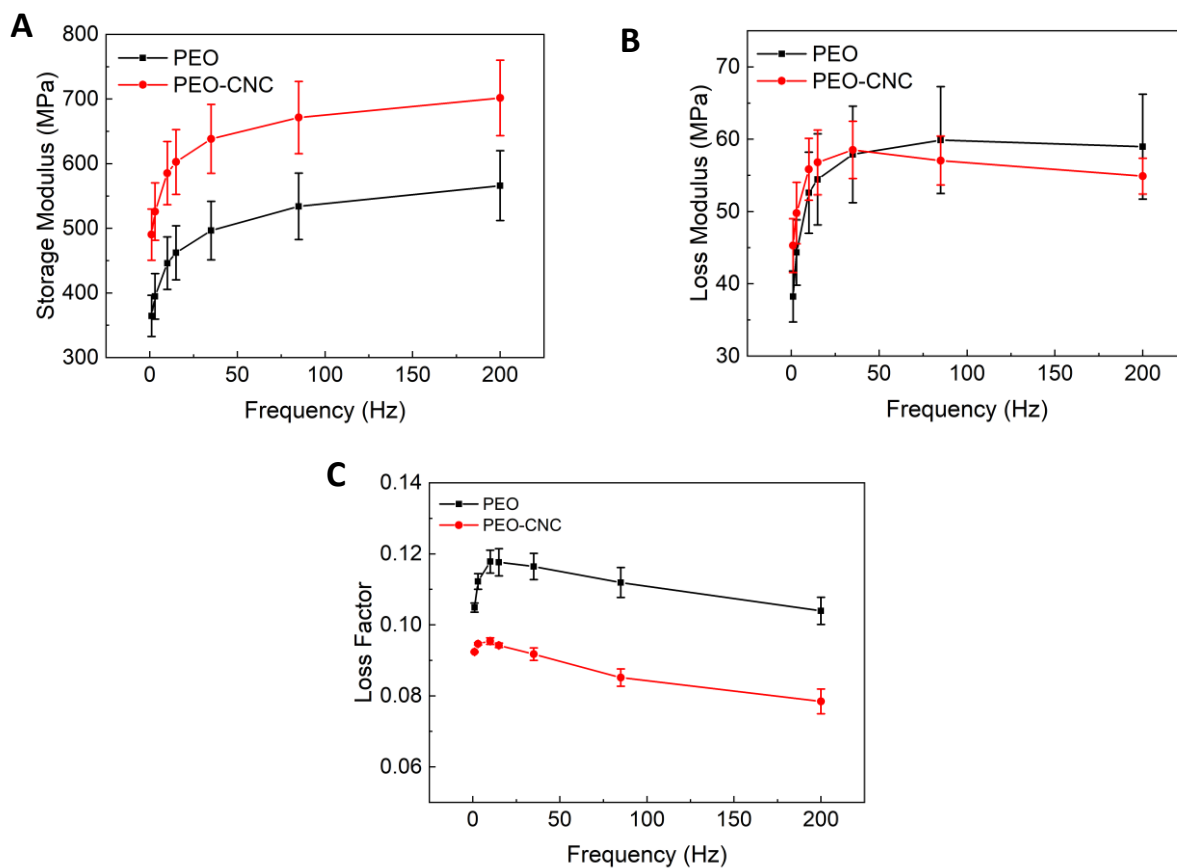 A
800
700
600
500
400
300
Storage Modulus (MPa)
PEO
PEO-CNC
0
50
100
150
200
Frequency (Hz)
B
70
60
50
40
30
Loss Modulus (MPa)
PEO
PEO-CNC
0
50
100
150
200
Frequency (Hz)
C
0.14
0.12
0.10
0.08
0.06
Loss Factor
PEO
PEO-CNC
0
50
100
150
200
Frequency (Hz)